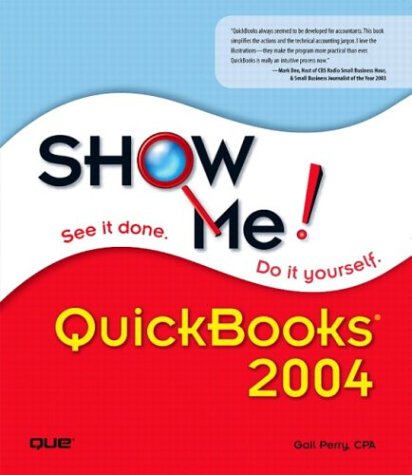 "QuickBooks always seemed to be developed for accountants. This book
simplifies the actions and the technical accounting jargon. I love the
illustrations—they make the program more practical than ever.
QuickBooks is really an intuitive process now."
—Mark Dee, Host of CBS Radio Small Business Hour,
& Small Business Journalist of the Year 2003
SHOW
Me!
See it done.
Do it yourself.
QuickBooks®
2004
QUE®
Gail Perry, CPA